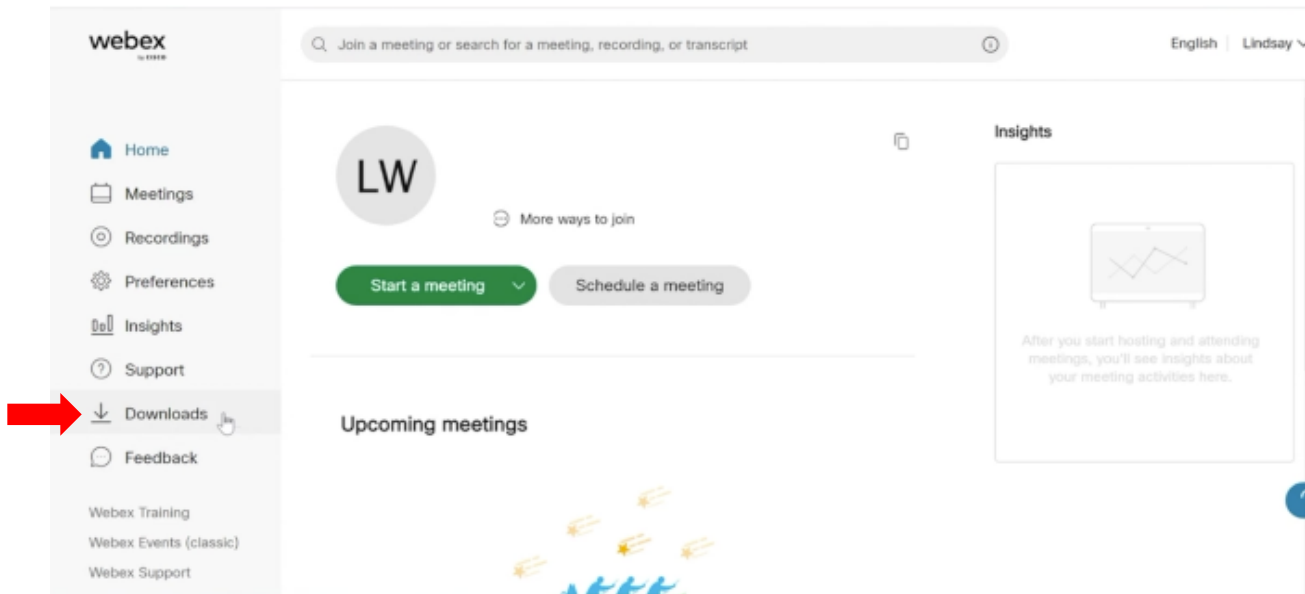 webex
by CISCO
Join a meeting or search for a meeting, recording, or transcript
English
Lindsay
Home
Meetings
Recordings
Preferences
Insights
Support
Downloads
Feedback
Webex Training
Webex Events (classic)
Webex Support
LW
More ways to join
Start a meeting
Schedule a meeting
Upcoming meetings
Insights
After you start hosting and attending
meetings, you'll see insights about
your meeting activities here.